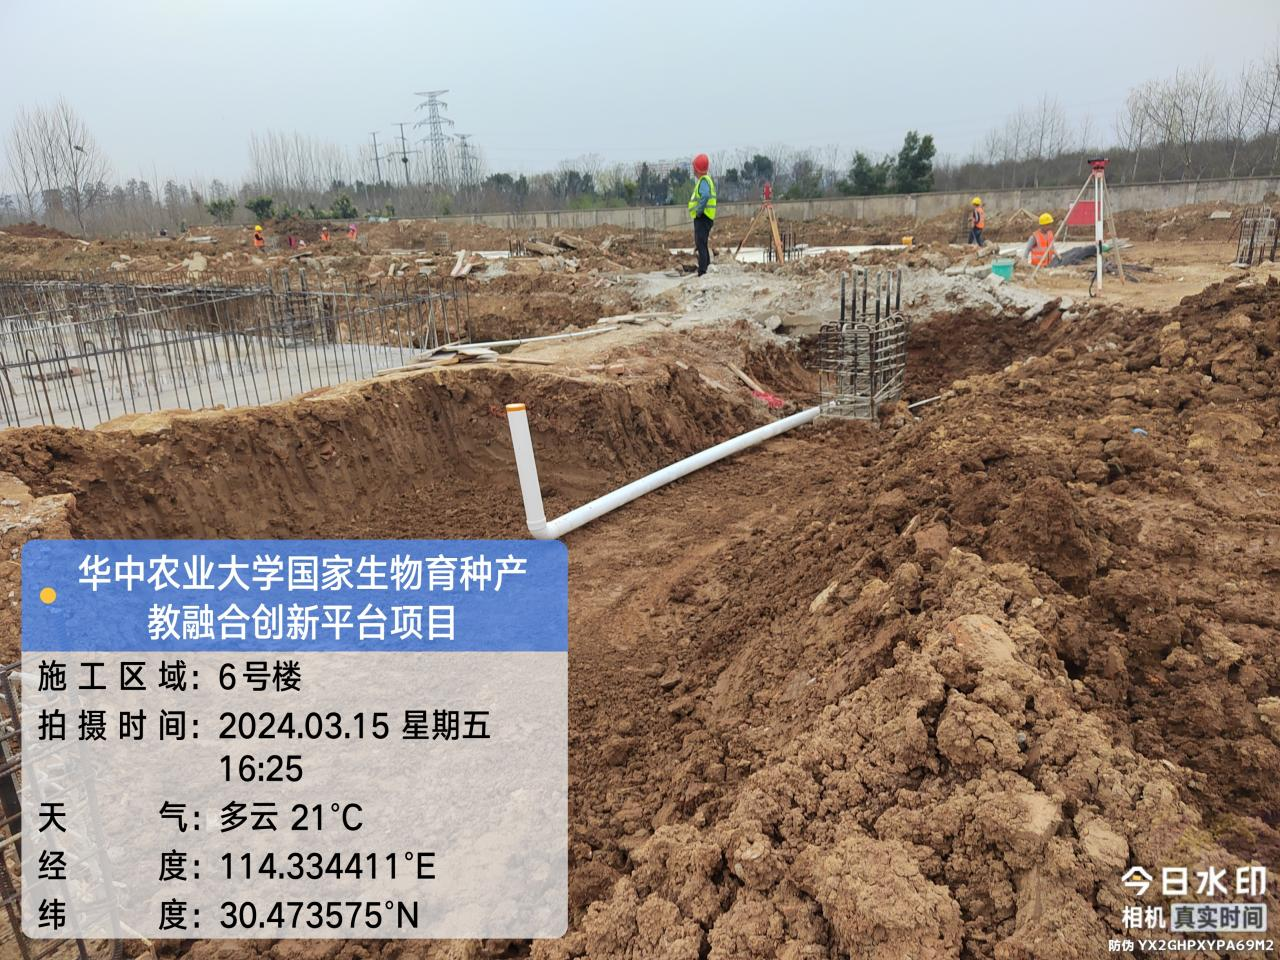 华中农业大学国家生物育种产
教融合创新平台项目
施工区域：6号楼
拍摄时间：2024.03.15 星期五
16:25
天气：多云 21°C
经度：114.334411°E
纬度：30.473575°N
今日水印
相机 真实时间
防伪 YX2GHPXYPA69M2